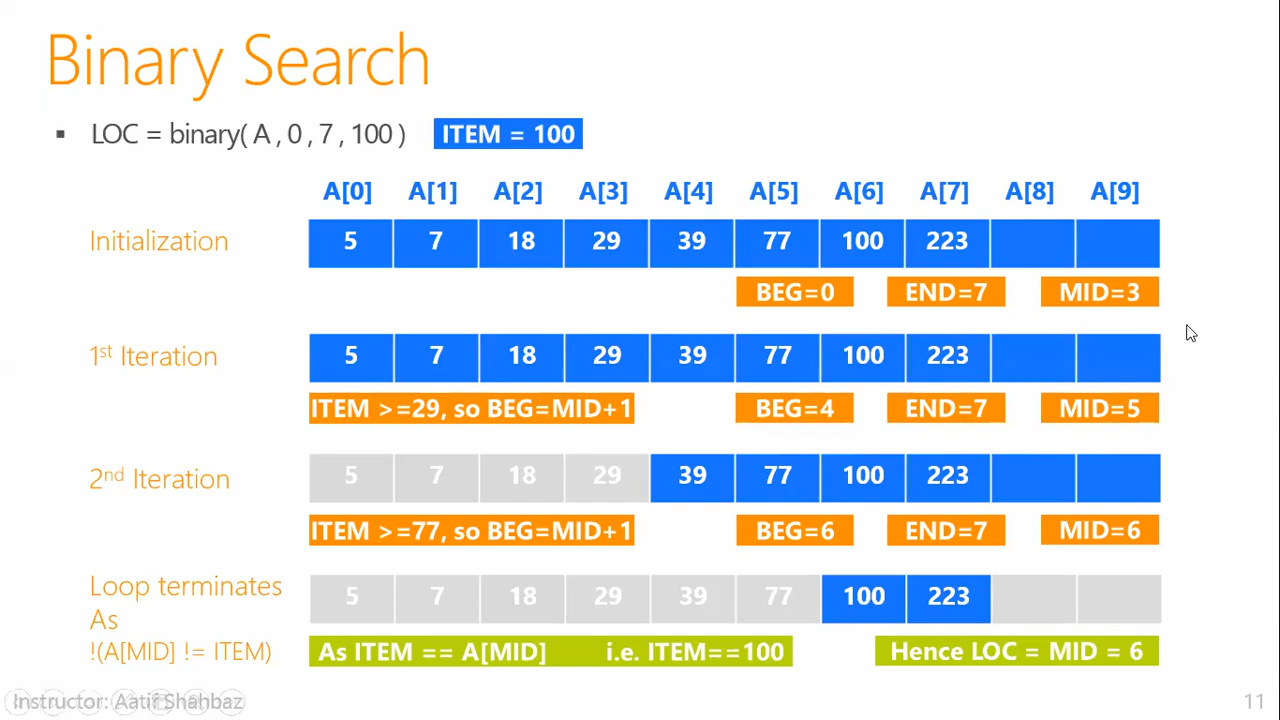 Binary Search
▪ LOC = binary( A , 0 , 7 , 100 ) ITEM = 100
A[0] A[1] A[2] A[3] A[4] A[5] A[6] A[7] A[8] A[9]
Initialization 5 7 18 29 39 77 100 223
BEG=0 END=7 MID=3
1st Iteration 5 7 18 29 39 77 100 223
ITEM >=29, so BEG=MID+1 BEG=4 END=7 MID=5
2nd Iteration 5 7 18 29 39 77 100 223
ITEM >=77, so BEG=MID+1 BEG=6 END=7 MID=6
Loop terminates 5 7 18 29 39 77 100 223
As
!(A[MID] != ITEM) As ITEM == A[MID] i.e. ITEM==100 Hence LOC = MID = 6
Instructor: Aatif Shahbaz 11